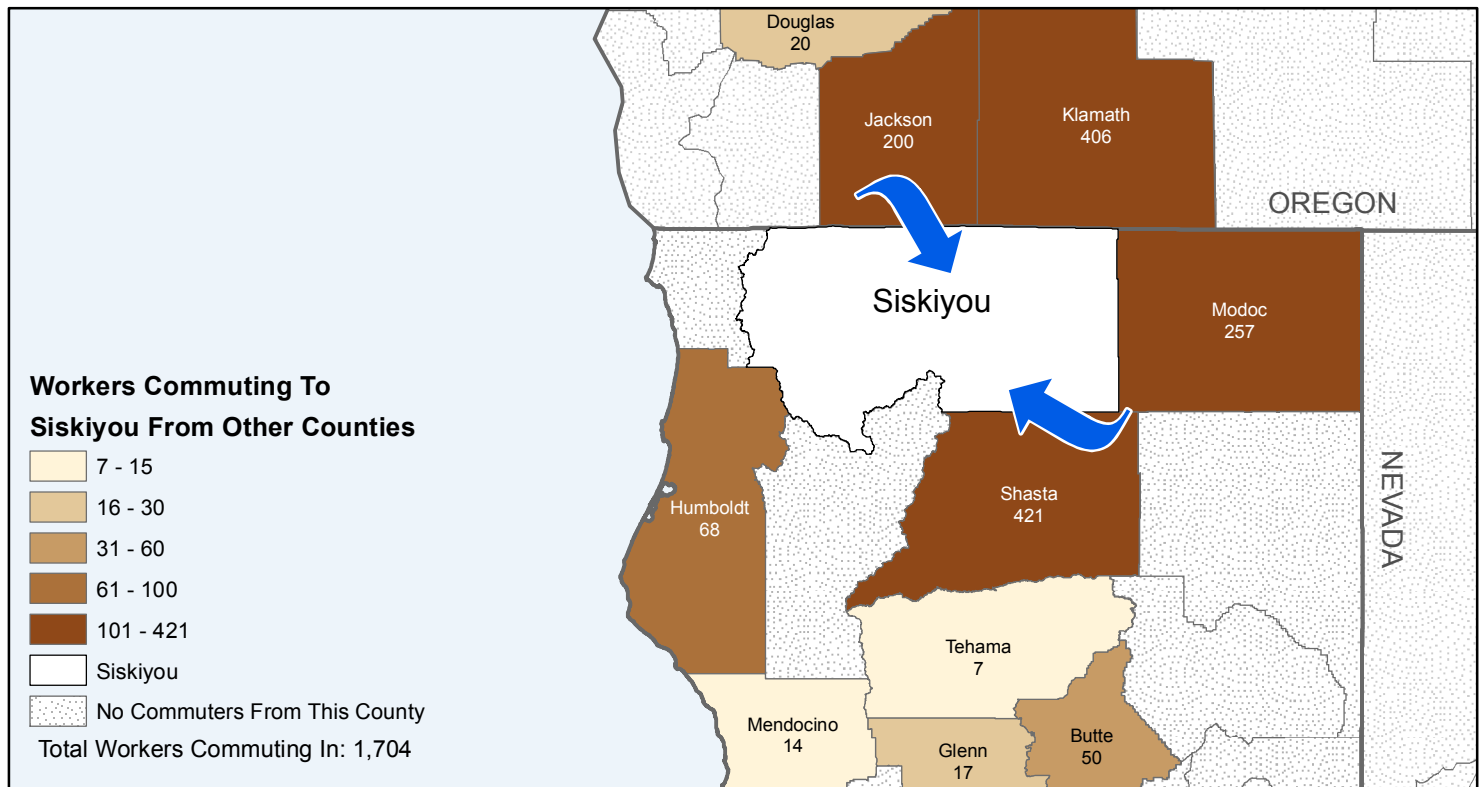 Douglas
20
Jackson
200
Klamath
406
OREGON
Siskiyou
Modoc
257
Workers Commuting To
Siskiyou From Other Counties
7 - 15
16 - 30
31 - 60
61 - 100
101 - 421
Siskiyou
No Commuters From This County
Total Workers Commuting In: 1,704
Humboldt
68
Shasta
421
NEVADA
Tehama
7
Mendocino
14
Glenn
17
Butte
50